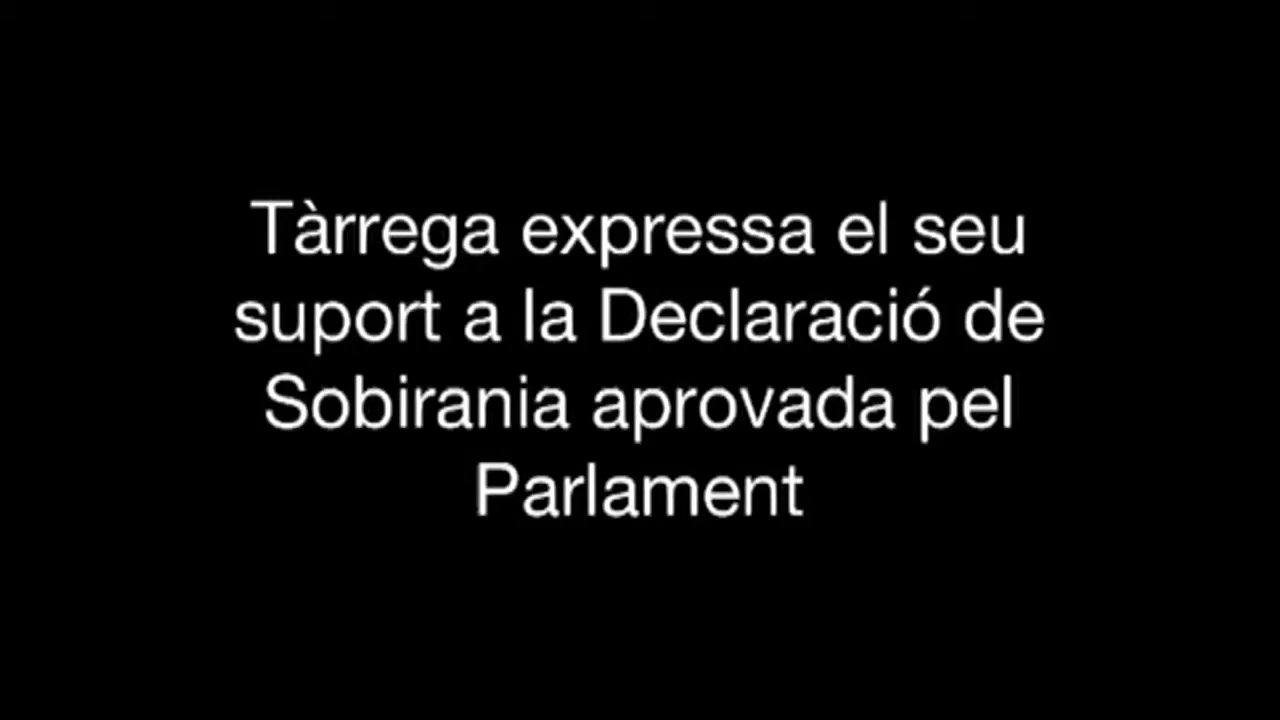 Tàrrega expressa el seu
suport a la Declaració de
Sobirania aprovada pel
Parlament